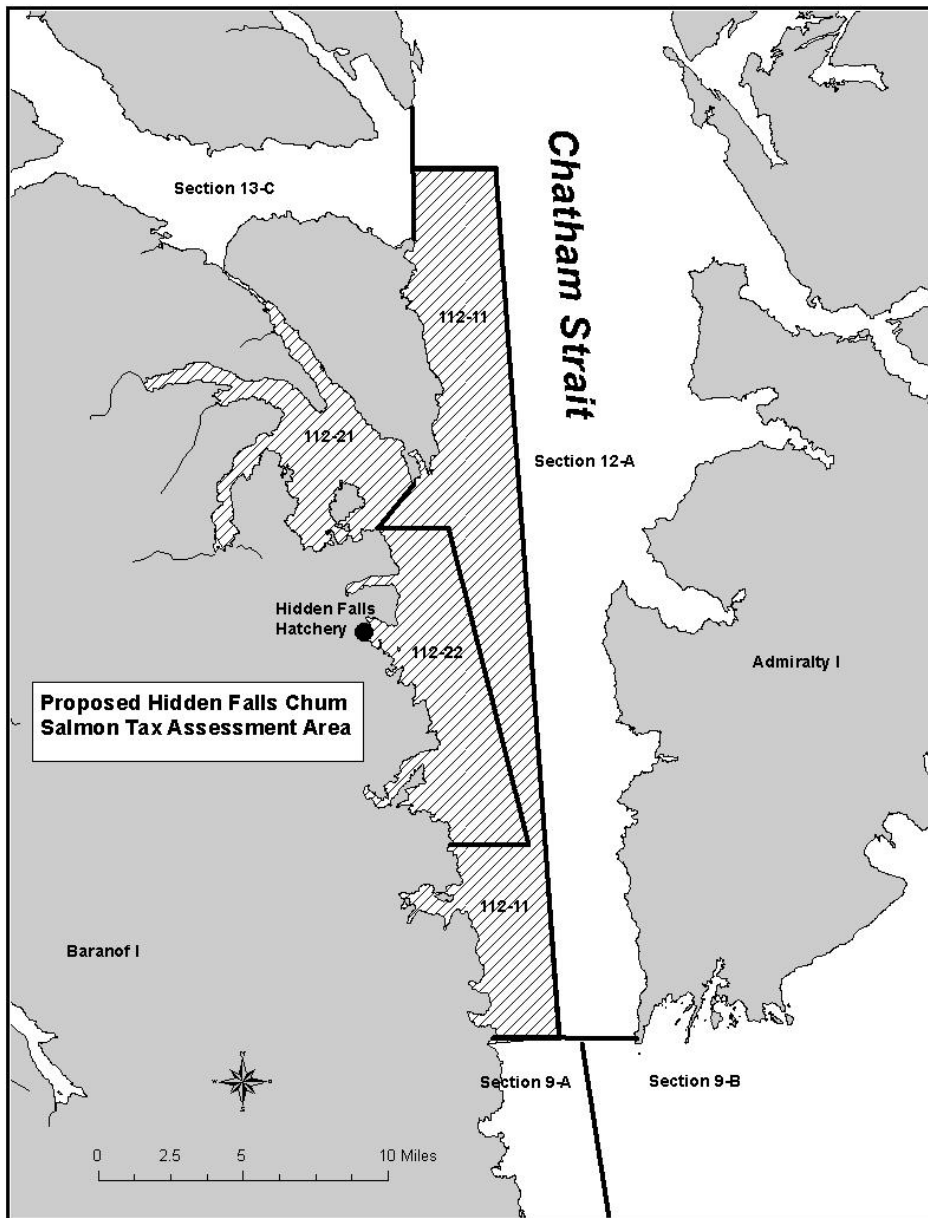 Chatham Strait
Section 13-C
112-11
112-21
Section 12-A
Hidden Falls
Hatchery
112-22
Admiralty I
Proposed Hidden Falls Chum
Salmon Tax Assessment Area
112-11
Baranof I
Section 9-A
Section 9-B
N
W
E
S
0 2.5 5 10 Miles